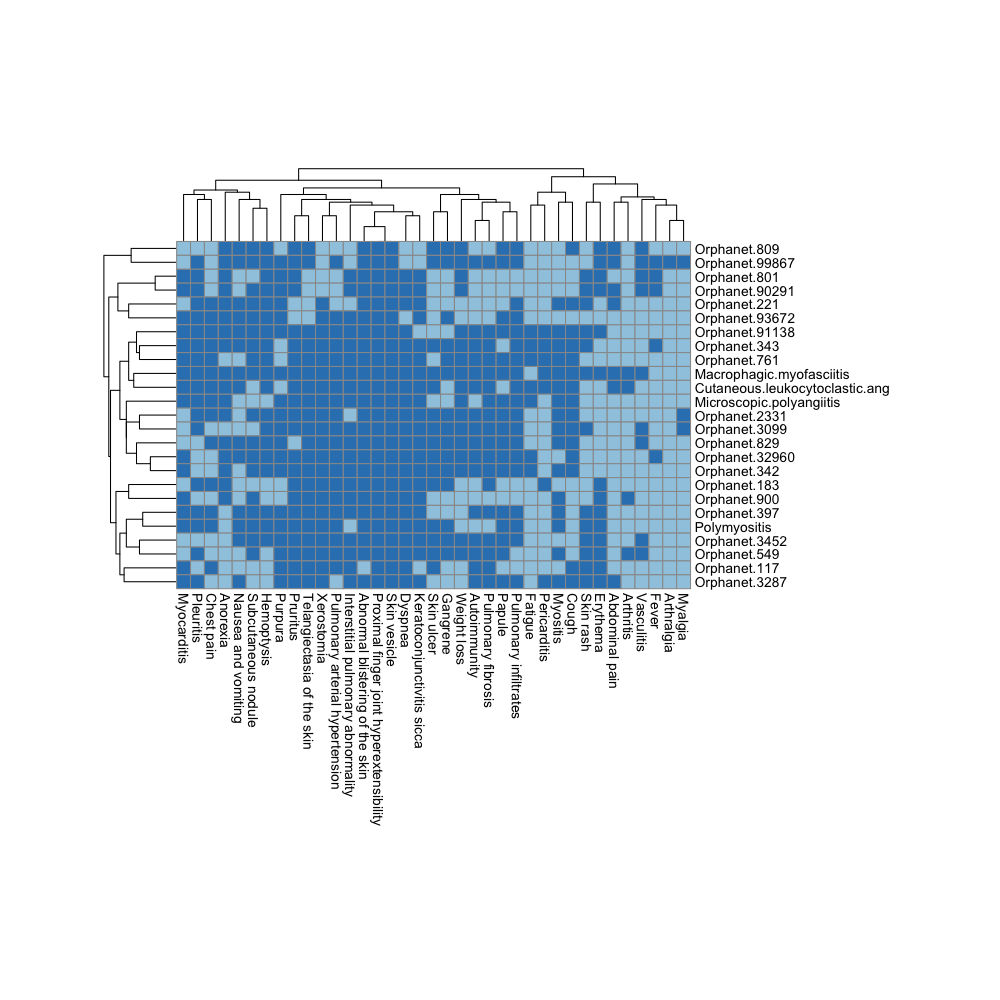 Orphanet.809
Orphanet.99867
Orphanet.801
Orphanet.90291
Orphanet.221
Orphanet.93672
Orphanet.91138
Orphanet.343
Orphanet.761
Macrophagic.myofasciitis
Cutaneous.leukocytoclastic.ang
Microscopic.polyangiitis
Orphanet.2331
Orphanet.3099
Orphanet.829
Orphanet.32960
Orphanet.342
Orphanet.183
Orphanet.900
Orphanet.397
Polymyositis
Orphanet.3452
Orphanet.549
Orphanet.117
Orphanet.3287
Myocarditis
Pleuritis
Chest pain
Anorexia
Nausea and vomiting
Subcutaneous nodule
Hemoptysis
Purpura
Pruritus
Telangiectasia of the skin
Xerostomia
Pulmonary arterial hypertension
Interstitial pulmonary abnormality
Abnormal blistering of the skin
Proximal finger joint hyperextensibility
Skin vesicle
Dyspnea
Keratoconjunctivitis sicca
Skin ulcer
Gangrene
Weight loss
Autoimmunity
Pulmonary fibrosis
Papule
Pulmonary infiltrates
Fatigue
Pericarditis
Myositis
Cough
Skin rash
Erythema
Abdominal pain
Arthritis
Vasculitis
Fever
Arthralgia
Myalgia